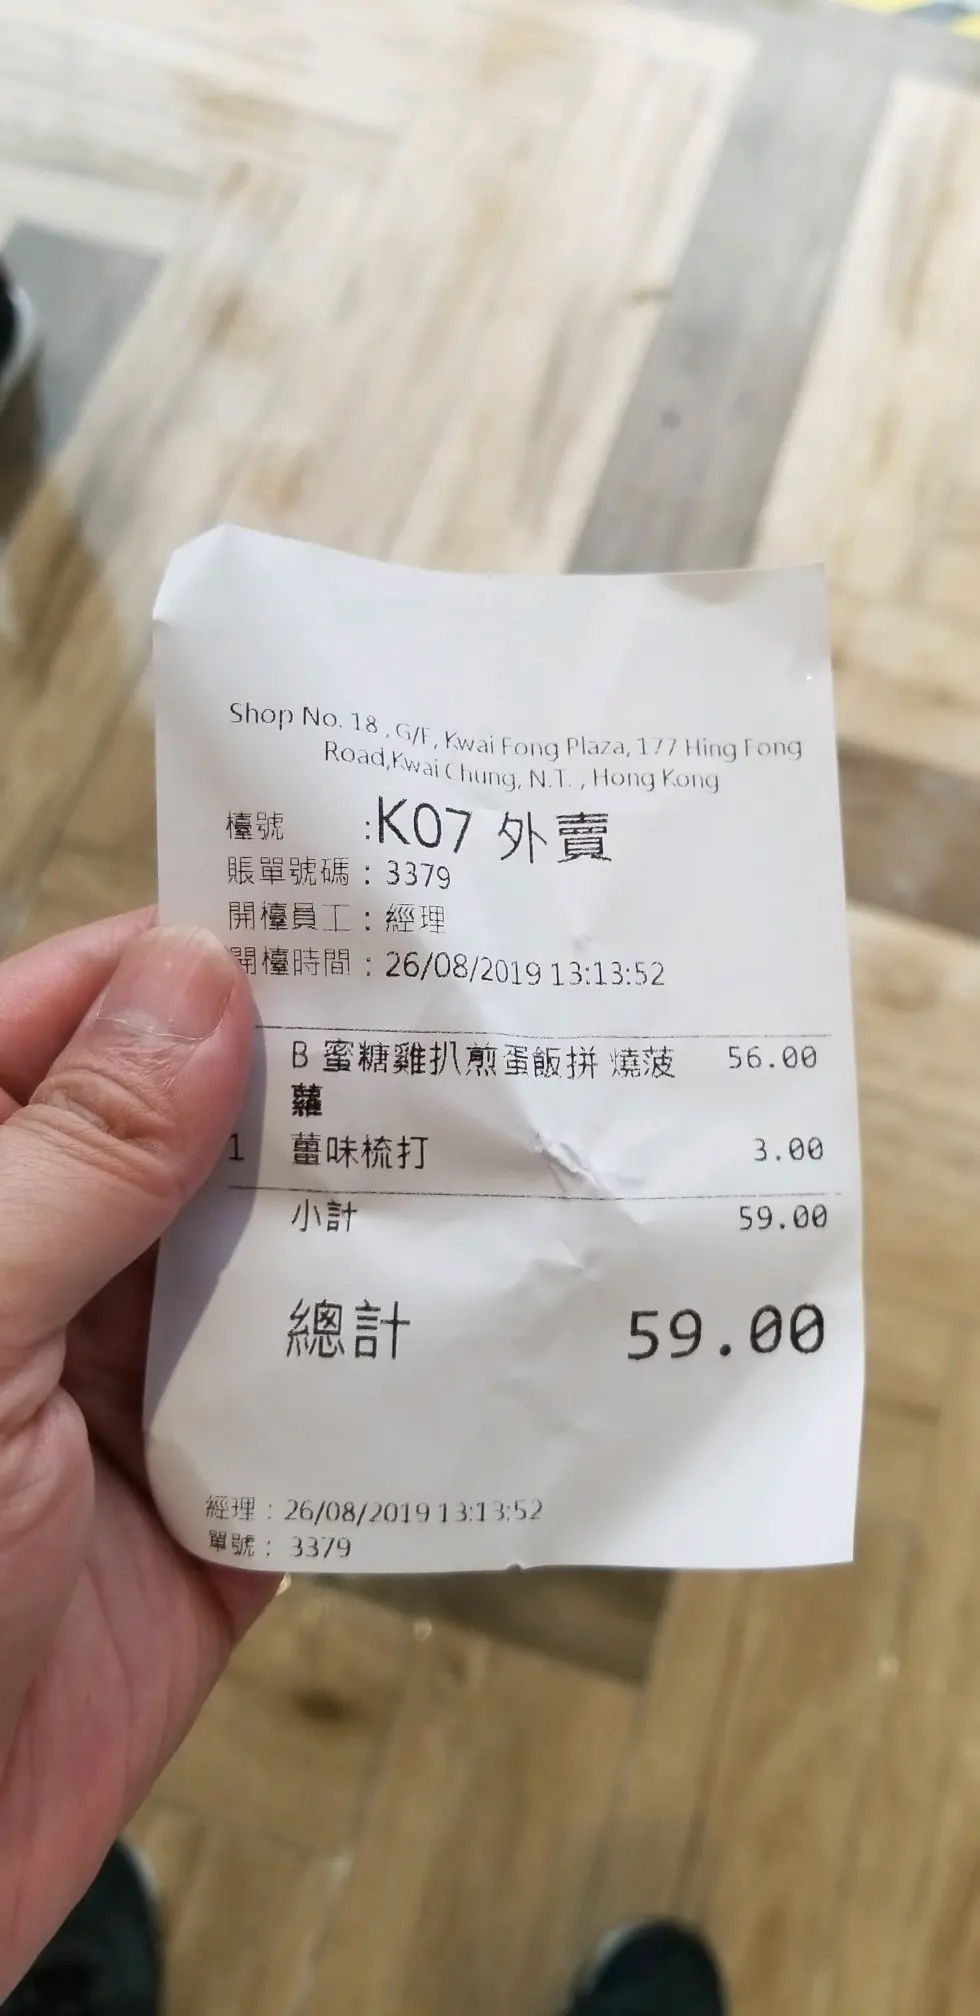 Shop No. 18 , G/F, Kwai Fong Plaza, 177 Hing Fong
Road,Kwai Chung, N.T. , Hong Kong
檯號 :K07 外賣
賬單號碼 : 3379
開檯員工 : 經理
開檯時間 : 26/08/2019 13:13:52
B 蜜糖雞扒煎蛋飯拼 燒菠 56.00
蘿
1 薑味梳打 3.00
小計 59.00
總計 59.00
經理 : 26/08/2019 13:13:52
單號 : 3379